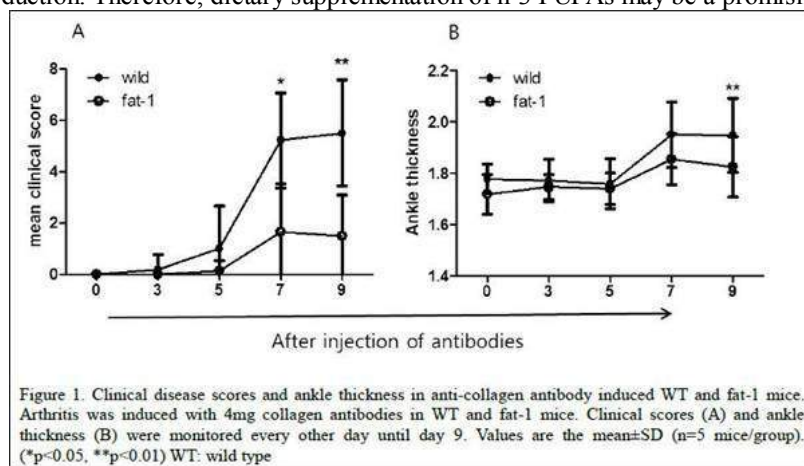 duction. Therefore, dietary supplementation of n-3 PUFAs may be a promis
A
B
8
wild
fat-1
*
**
6
4
2
0
mean clinical score
0 3 5 7 9
2.2
wild
fat-1
**
2.0
1.8
1.6
1.4
Ankle thickness
0 3 5 7 9
After injection of antibodies
Figure 1. Clinical disease scores and ankle thickness in anti-collagen antibody induced WT and fat-1 mice.
Arthritis was induced with 4mg collagen antibodies in WT and fat-1 mice. Clinical scores (A) and ankle
thickness (B) were monitored every other day until day 9. Values are the mean±SD (n=5 mice/group).
(*p<0.05, **p<0.01) WT: wild type